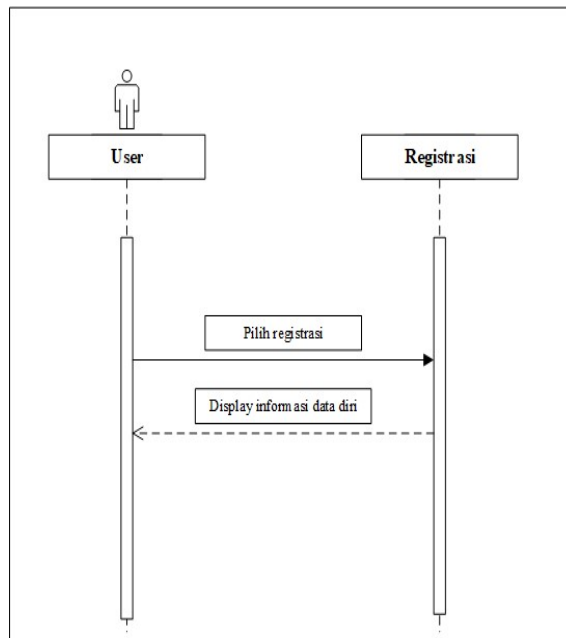 User
Registrasi
Pilih registrasi
Display informasi data diri